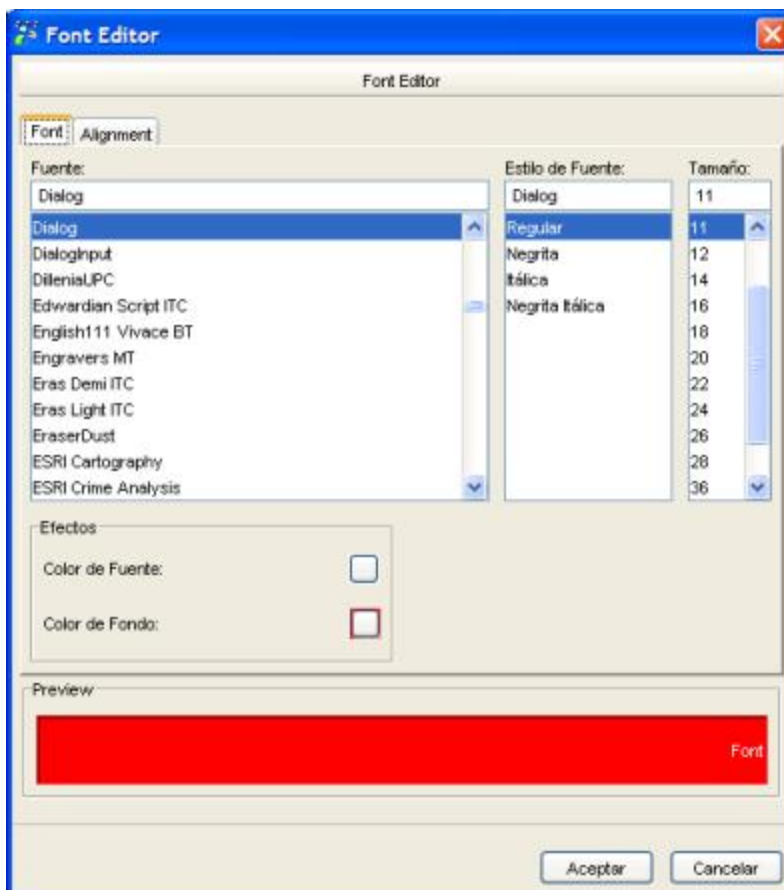 Font Editor
Font Editor
Font Alignment
Fuente: Estilo de Fuente: Tamaño:
Dialog Dialog 11
Dialog Regular 11
DialogInput Negrita 12
DilleniaUPC Itálica 14
Edwardian Script ITC Negrita Itálica 16
English111 Vivace BT 18
Engravers MT 20
Eras Demi ITC 22
Eras Light ITC 24
EraserDust 26
ESRI Cartography 28
ESRI Crime Analysis 36
Efectos
Color de Fuente:
Color de Fondo:
Preview
Font
Aceptar Cancelar